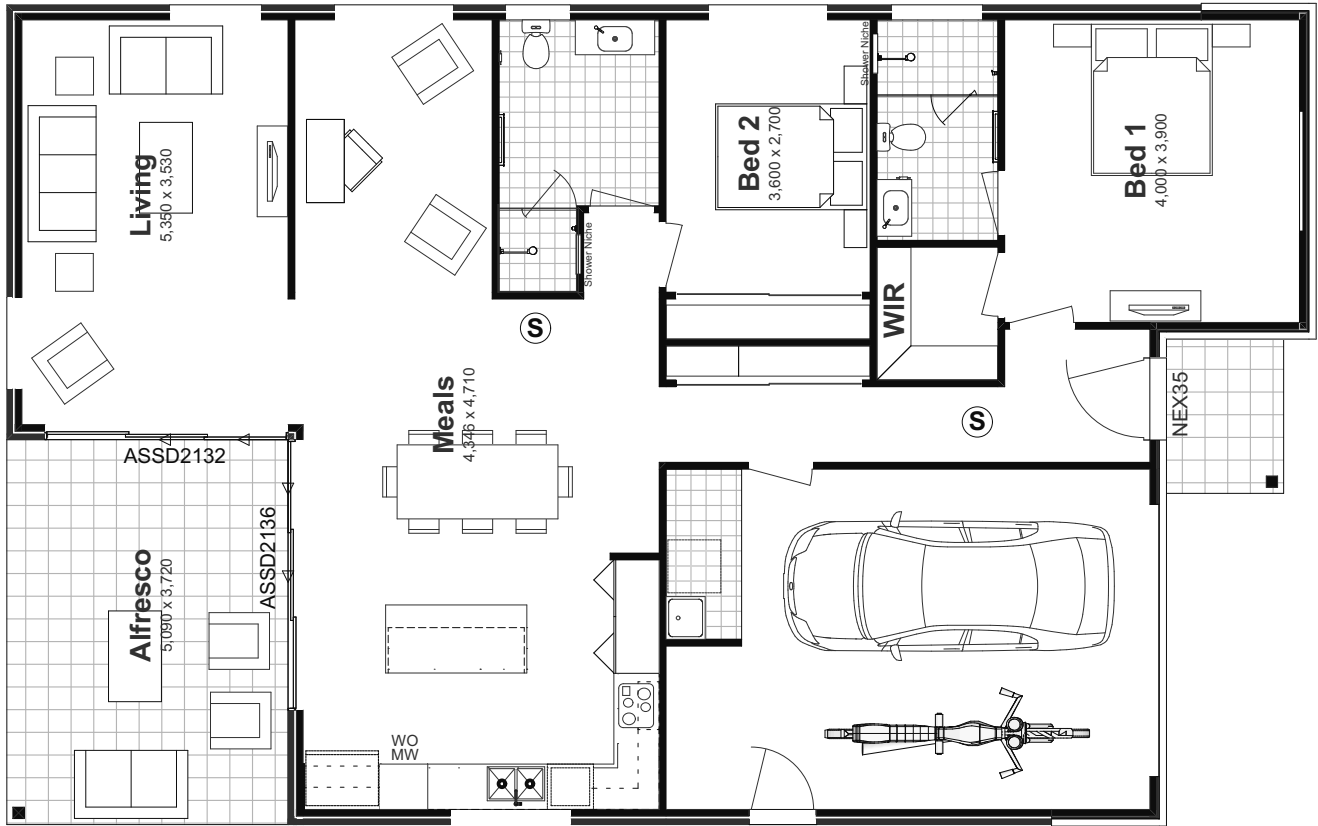 Living
5,350 x 3,530
Shower Niche
Bed 2
3,600 x 2,700
Shower Niche
Bed 1
4,000 x 3,900
WIR
S
Meals
4,346 x 4,710
S
NEX35
ASSD2132
ASSD2136
Alfresco
5,090 x 3,720
WO
MW